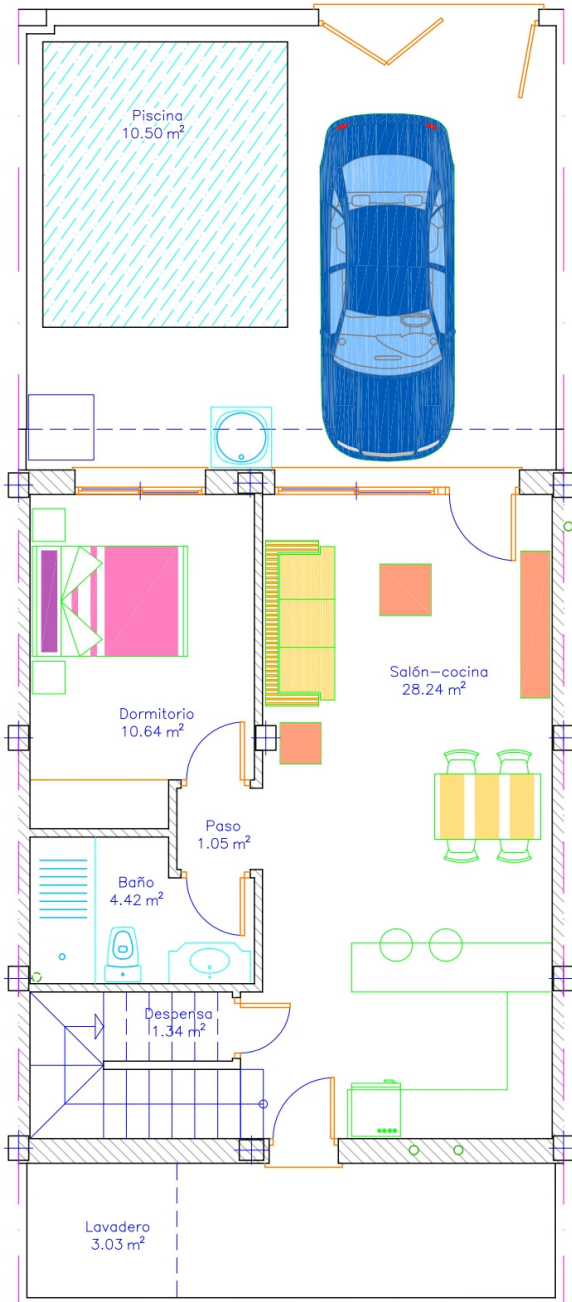 Piscina
10.50 m²
Salón-cocina
28.24 m²
Dormitorio
10.64 m²
Paso
1.05 m²
Baño
4.42 m²
Despensa
1.34 m²
Lavadero
3.03 m²